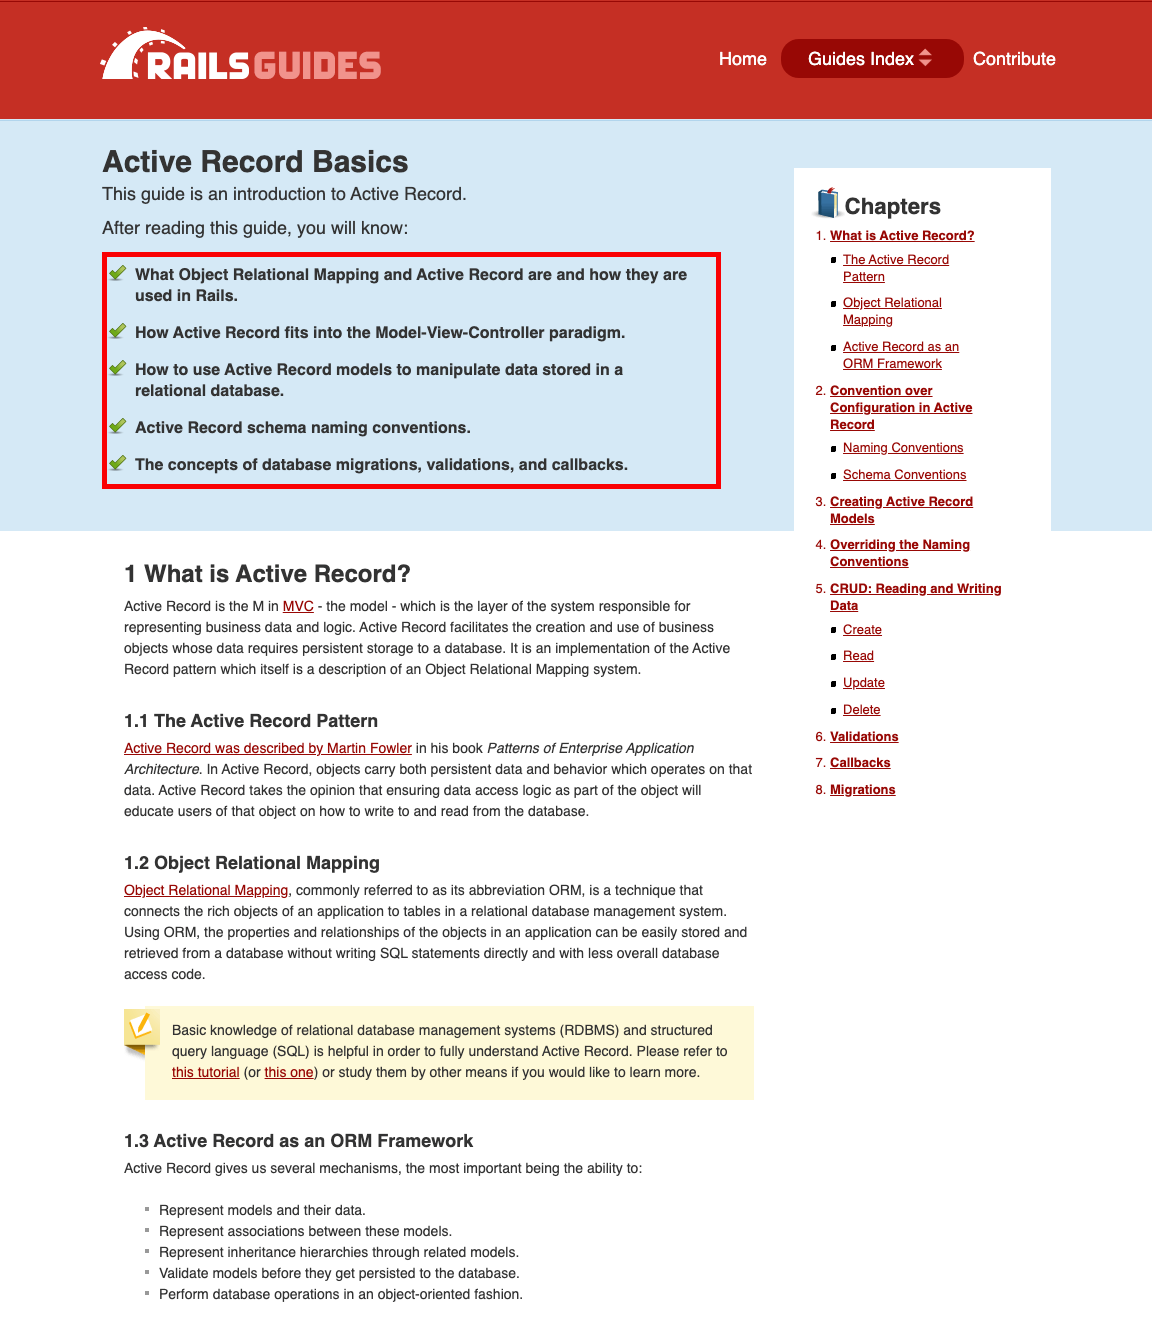 RAILS GUIDES
Home
Guides Index
Contribute
Active Record Basics
This guide is an introduction to Active Record.
After reading this guide, you will know:
What Object Relational Mapping and Active Record are and how they are
used in Rails.
How Active Record fits into the Model-View-Controller paradigm.
How to use Active Record models to manipulate data stored in a
relational database.
Active Record schema naming conventions.
The concepts of database migrations, validations, and callbacks.
Chapters
1. What is Active Record?
The Active Record
Pattern
Object Relational
Mapping
Active Record as an
ORM Framework
2. Convention over
Configuration in Active
Record
Naming Conventions
Schema Conventions
3. Creating Active Record
Models
4. Overriding the Naming
Conventions
5. CRUD: Reading and Writing
Data
Create
Read
Update
Delete
6. Validations
7. Callbacks
8. Migrations
1 What is Active Record?
Active Record is the M in MVC - the model - which is the layer of the system responsible for
representing business data and logic. Active Record facilitates the creation and use of business
objects whose data requires persistent storage to a database. It is an implementation of the Active
Record pattern which itself is a description of an Object Relational Mapping system.
1.1 The Active Record Pattern
Active Record was described by Martin Fowler in his book Patterns of Enterprise Application
Architecture. In Active Record, objects carry both persistent data and behavior which operates on that
data. Active Record takes the opinion that ensuring data access logic as part of the object will
educate users of that object on how to write to and read from the database.
1.2 Object Relational Mapping
Object Relational Mapping, commonly referred to as its abbreviation ORM, is a technique that
connects the rich objects of an application to tables in a relational database management system.
Using ORM, the properties and relationships of the objects in an application can be easily stored and
retrieved from a database without writing SQL statements directly and with less overall database
access code.
Basic knowledge of relational database management systems (RDBMS) and structured
query language (SQL) is helpful in order to fully understand Active Record. Please refer to
this tutorial (or this one) or study them by other means if you would like to learn more.
1.3 Active Record as an ORM Framework
Active Record gives us several mechanisms, the most important being the ability to:
Represent models and their data.
Represent associations between these models.
Represent inheritance hierarchies through related models.
Validate models before they get persisted to the database.
Perform database operations in an object-oriented fashion.